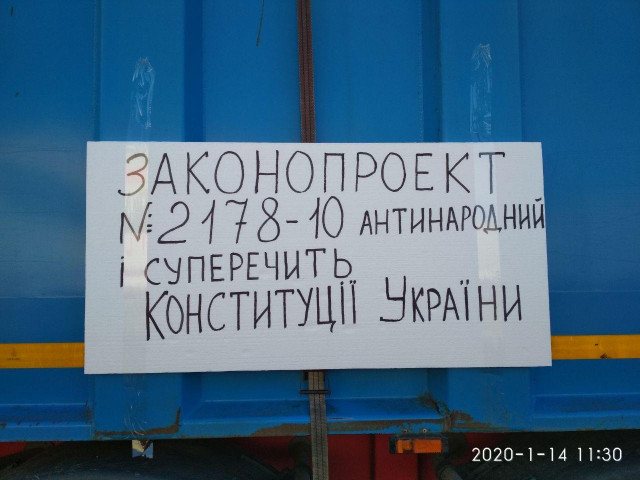 ЗАКОНОПРОЕКТ
№2178-10 АНТИНАРОДНИЙ
і СУПЕРЕЧИТЬ
КОНСТИТУЦІЇ УКРАЇНИ
2020-1-14 11:30